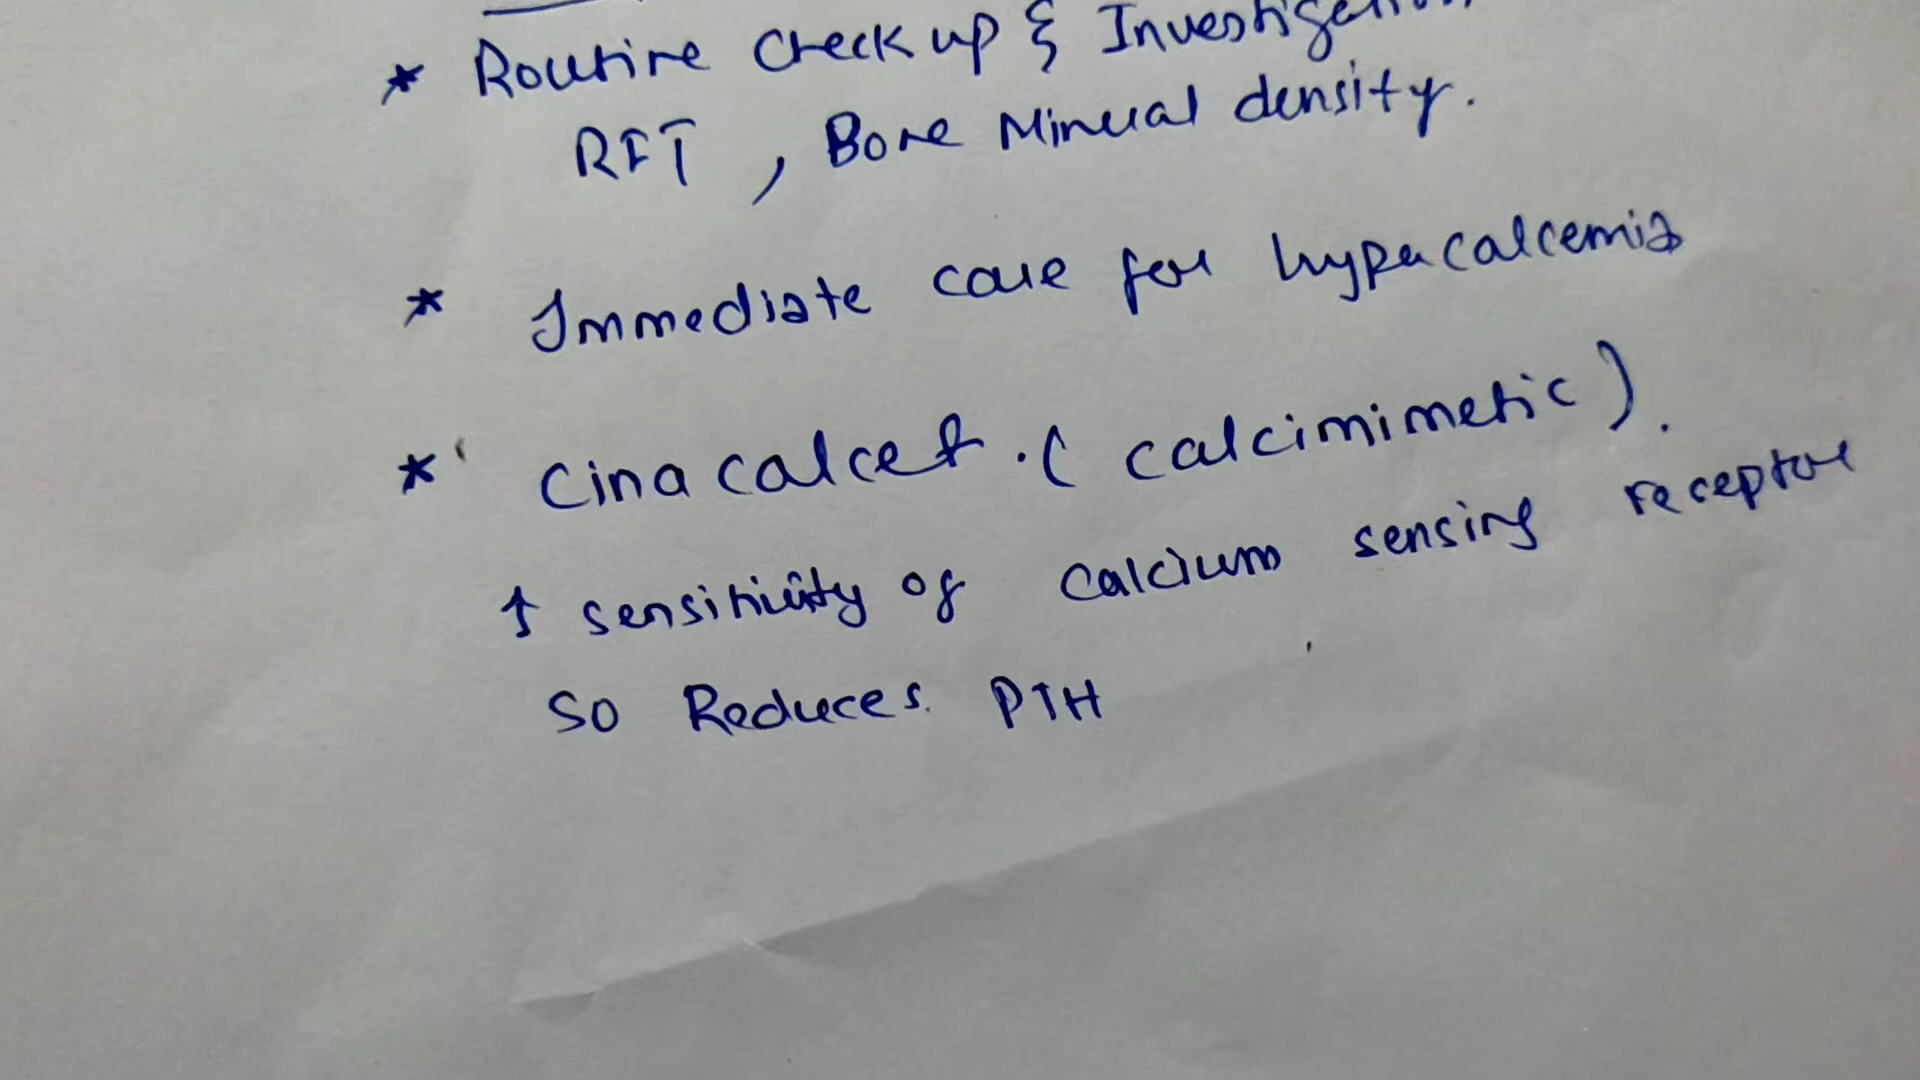 * Routine Check up & Investigation
RFT , Bone Mineral density.
* Immediate care for hypercalcemia
* Cinacalcet. ( calcimimetic ).
↑ sensitivity of calcium sensing receptor
So Reduces. PTH